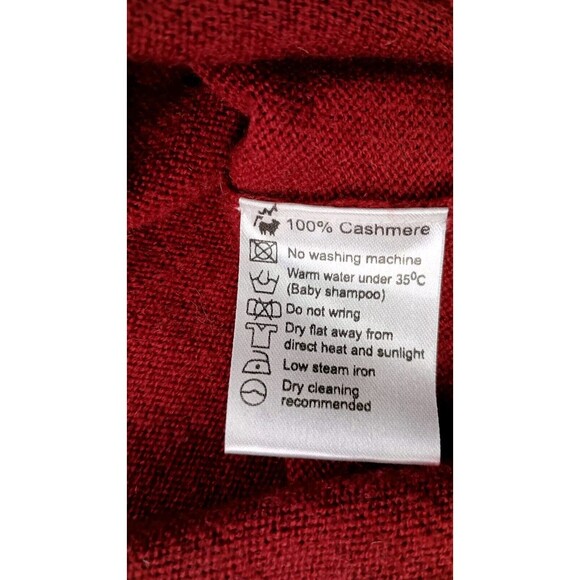 100% Cashmere
No washing machine
Warm water under 35⁰C
(Baby shampoo)
Do not wring
Dry flat away from
direct heat and sunlight
Low steam iron
Dry cleaning
recommended